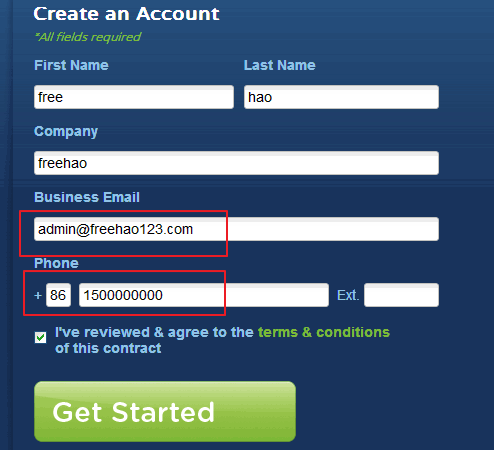 Create an Account
*All fields required
First Name Last Name
free hao
Company
freehao
Business Email
admin@freehao123.com
Phone
+ 86 1500000000 Ext.
I've reviewed & agree to the terms & conditions
of this contract
Get Started